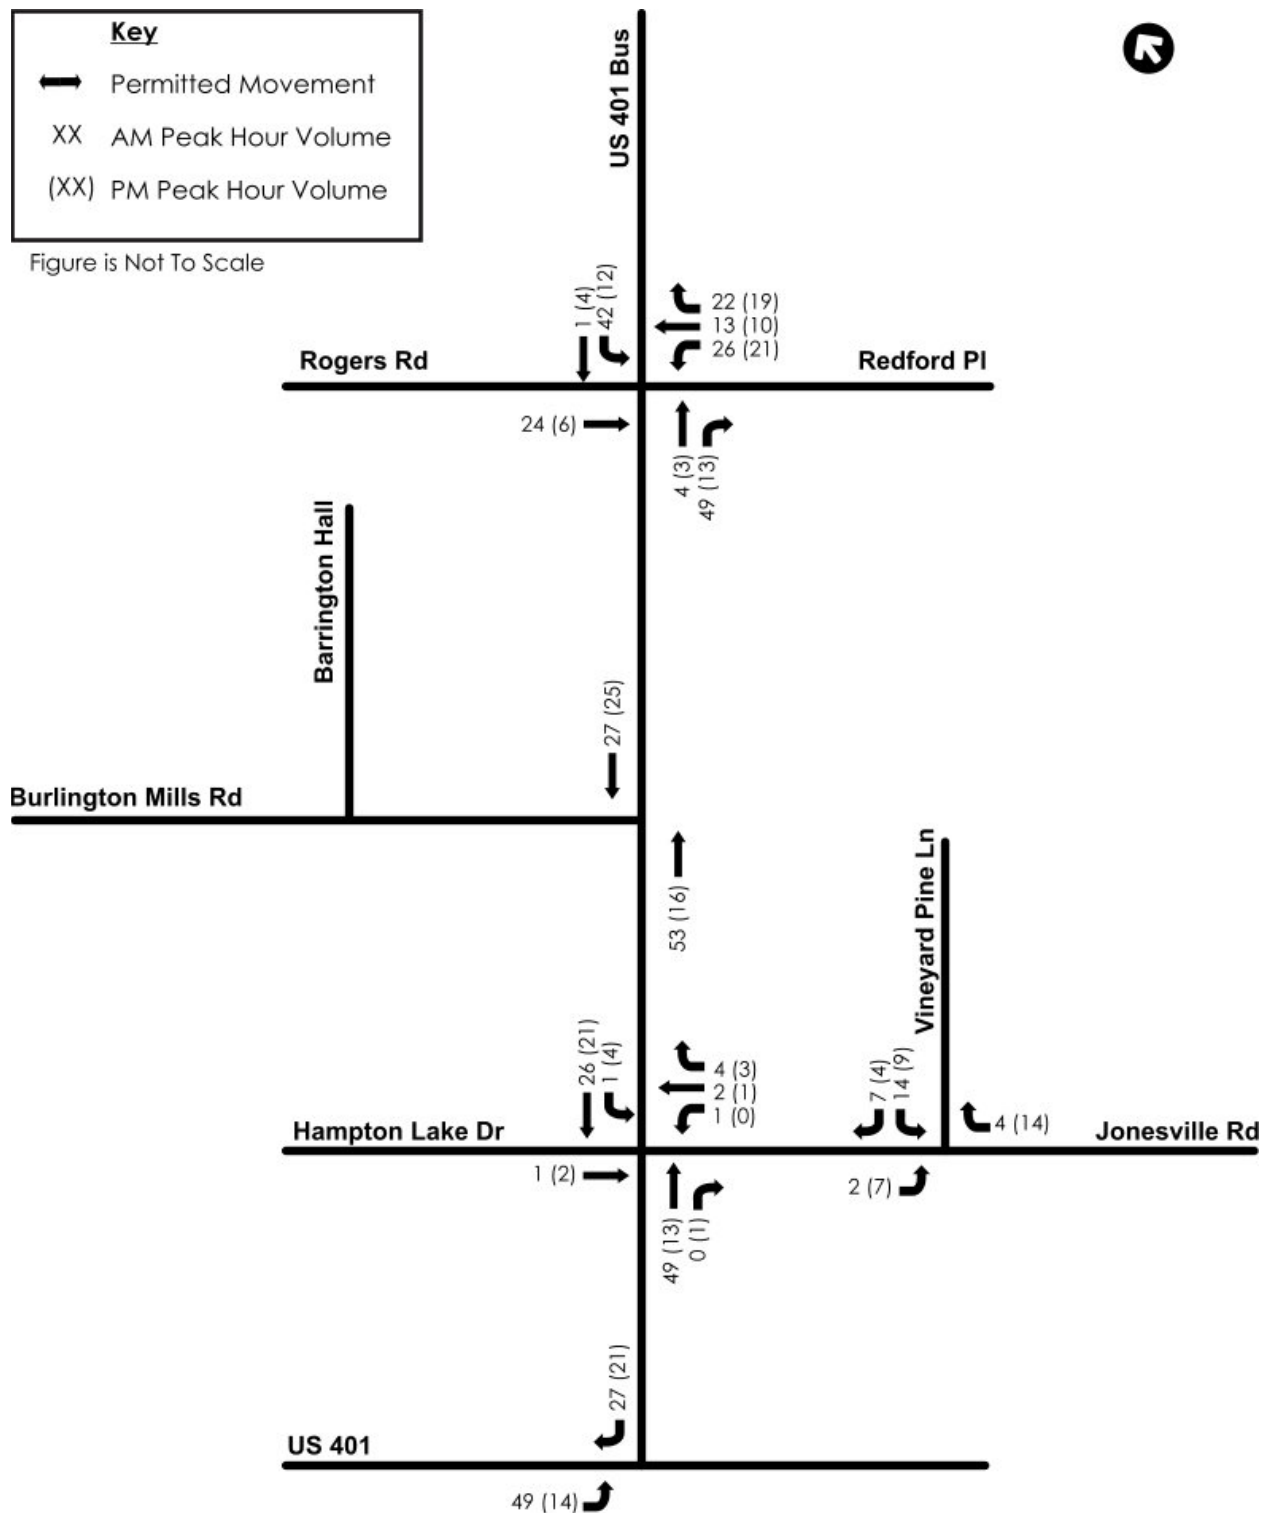 Key
Permitted Movement
XX AM Peak Hour Volume
(XX) PM Peak Hour Volume
Figure is Not To Scale
US 401 Bus
1 (4)
42 (12)
22 (19)
13 (10)
26 (21)
Rogers Rd
Redford Pl
24 (6)
4 (3)
49 (13)
Barrington Hall
27 (25)
Burlington Mills Rd
53 (16)
Vineyard Pine Ln
26 (21)
1 (4)
4 (3)
2 (1)
1 (0)
7 (4)
14 (9)
4 (14)
Hampton Lake Dr
Jonesville Rd
1 (2)
2 (7)
49 (13)
0 (1)
27 (21)
US 401
49 (14)